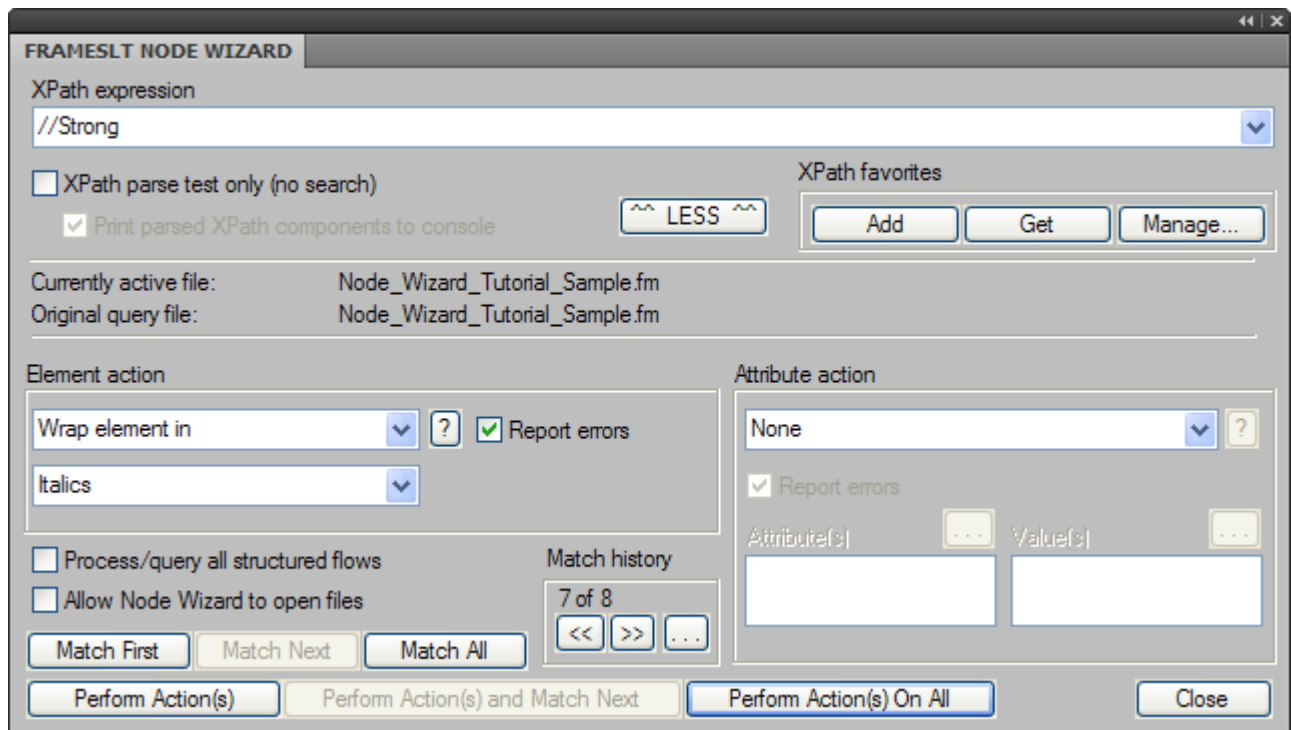 FRAMESLT NODE WIZARD
XPath expression
//Strong
XPath parse test only (no search)
Print parsed XPath components to console
^^ LESS ^^
XPath favorites
Add Get Manage...
Currently active file: Node_Wizard_Tutorial_Sample.fm
Original query file: Node_Wizard_Tutorial_Sample.fm
Element action
Wrap element in ? Report errors
Italics
Attribute action
None ?
Report errors
Attribute(s) ... Value(s) ...
Process/query all structured flows
Allow Node Wizard to open files
Match history
7 of 8
<< >> ...
Match First Match Next Match All
Perform Action(s) Perform Action(s) and Match Next Perform Action(s) On All Close